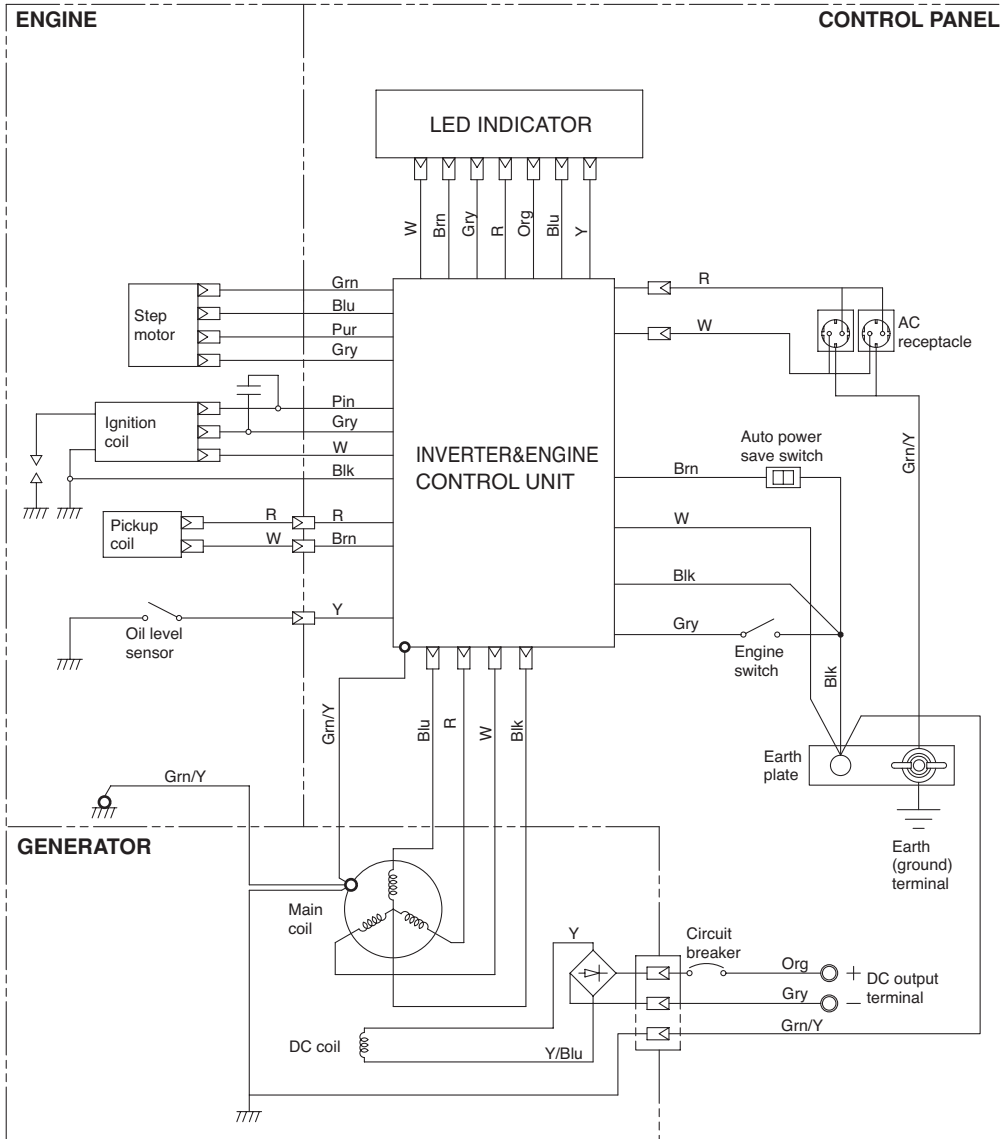 ENGINE
CONTROL PANEL
LED INDICATOR
W
Brn
Gry
R
Org
Blu
Y
Step
motor
Grn
Blu
Pur
Gry
R
W
AC
receptacle
Ignition
coil
Pin
Gry
W
Blk
INVERTER&ENGINE
CONTROL UNIT
Auto power
save switch
Brn
Grn/Y
Pickup
coil
R
R
W
Brn
W
Blk
Oil level
sensor
Y
Gry
Engine
switch
Blk
Grn/Y
Blu
R
W
Blk
Grn/Y
Earth
plate
Earth
(ground)
terminal
GENERATOR
Main
coil
Y
Circuit
breaker
Org
+
DC output
terminal
Gry
−
Grn/Y
DC coil
Y/Blu